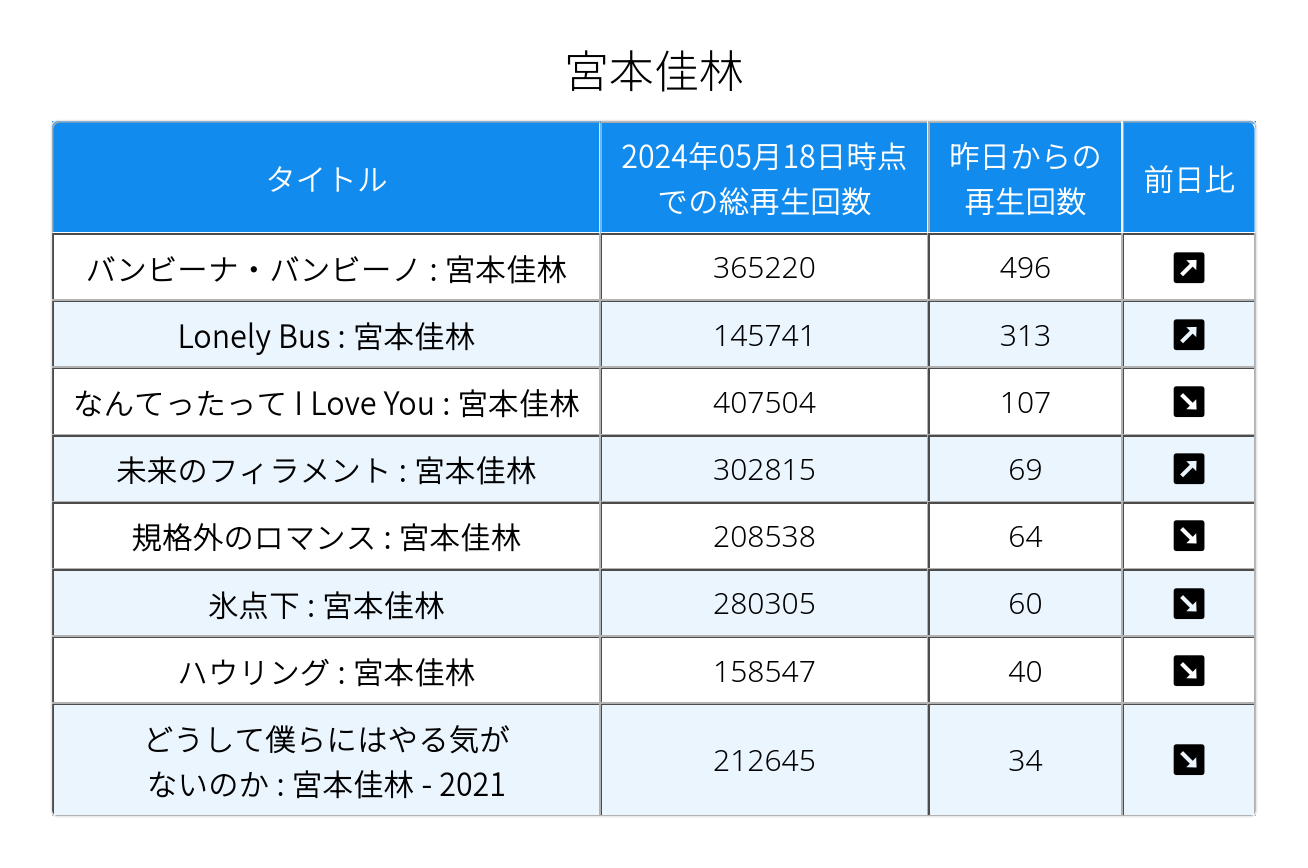 宮本佳林
タイトル
2024年05月18日時点
での総再生回数
昨日からの
再生回数
前日比
バンビーナ・バンビーノ : 宮本佳林
365220
496
↗
Lonely Bus : 宮本佳林
145741
313
↗
なんてったって I Love You : 宮本佳林
407504
107
↘
未来のフィラメント : 宮本佳林
302815
69
↗
規格外のロマンス : 宮本佳林
208538
64
↘
氷点下 : 宮本佳林
280305
60
↘
ハウリング : 宮本佳林
158547
40
↘
どうして僕らにはやる気が
ないのか : 宮本佳林 - 2021
212645
34
↘